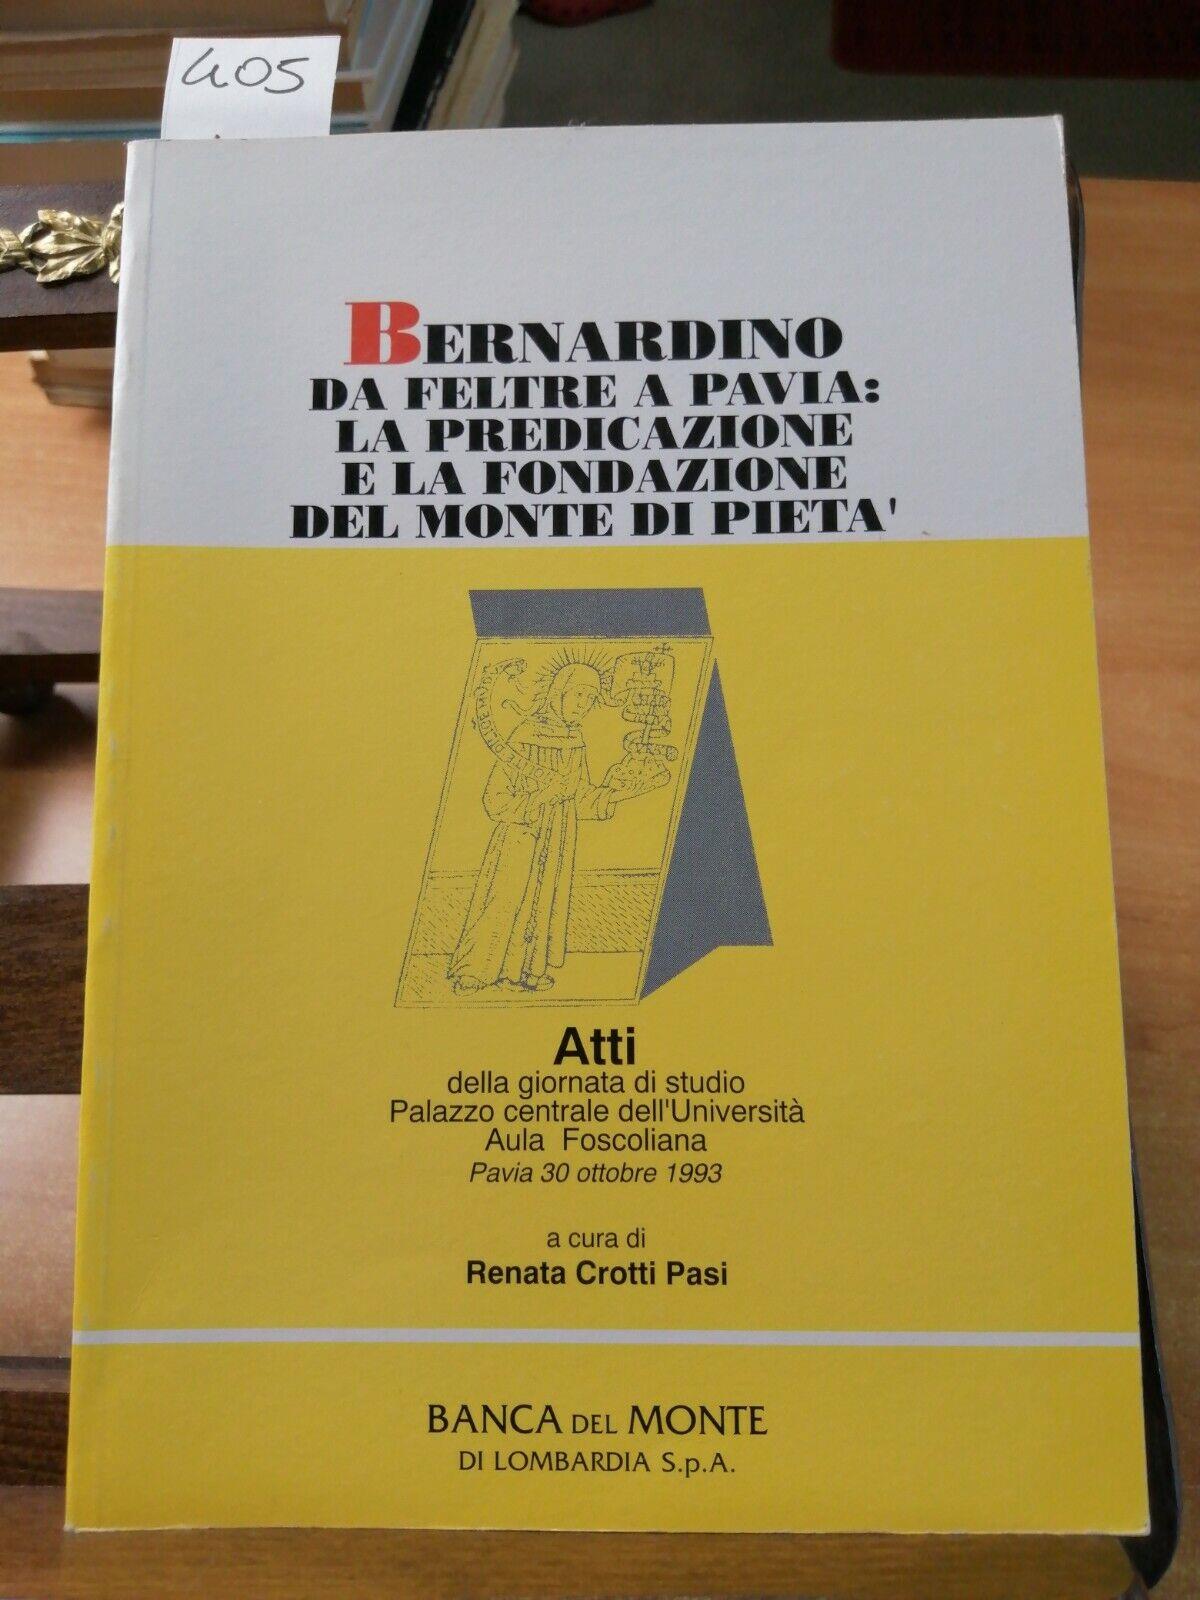 405
BERNARDINO
DA FELTRE A PAVIA:
LA PREDICAZIONE
E LA FONDAZIONE
DEL MONTE DI PIETA'
Atti
della giornata di studio
Palazzo centrale dell'Università
Aula Foscoliana
Pavia 30 ottobre 1993
a cura di
Renata Crotti Pasi
BANCA DEL MONTE
DI LOMBARDIA S.p.A.